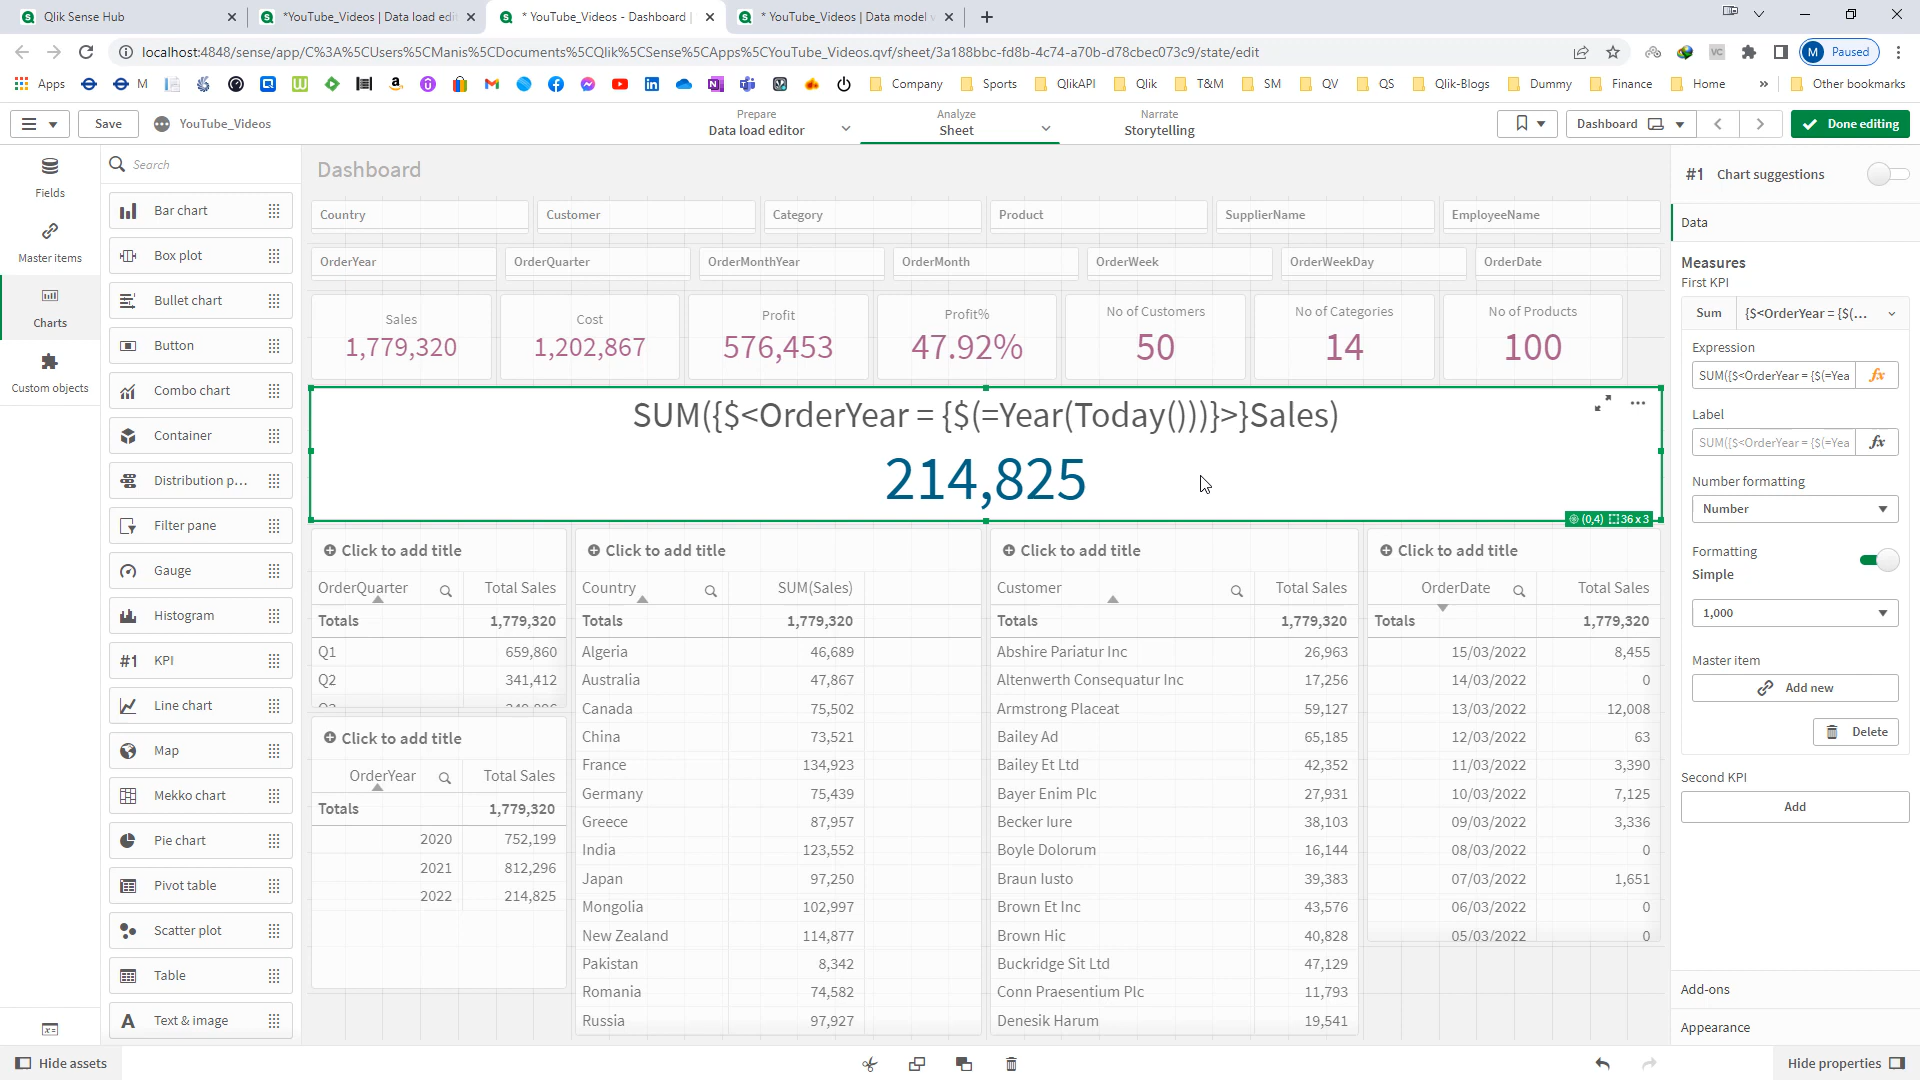 Qlik Sense Hub
*YouTube_Videos | Data load edi
* YouTube_Videos - Dashboard |
* YouTube_Videos | Data model v
localhost:4848/sense/app/C%3A%5CUsers%5CManis%5CDocuments%5CQlik%5CSense%5CApps%5CYouTube_Videos.qvf/sheet/3a188bbc-fd8b-4c74-a70b-d78cbec073c9/state/edit
M Paused
Apps
M
Company
Sports
QlikAPI
Qlik
T&M
SM
QV
QS
Qlik-Blogs
Dummy
Finance
Home
»
Other bookmarks
Save
YouTube_Videos
Prepare
Data load editor
Analyze
Sheet
Narrate
Storytelling
Dashboard
Done editing
Fields
Master items
Charts
Custom objects
Search
Bar chart
Box plot
Bullet chart
Button
Combo chart
Container
Distribution p...
Filter pane
Gauge
Histogram
#1 KPI
Line chart
Map
Mekko chart
Pie chart
Pivot table
Scatter plot
Table
A Text & image
Hide assets
Dashboard
Country
Customer
Category
Product
SupplierName
EmployeeName
OrderYear
OrderQuarter
OrderMonthYear
OrderMonth
OrderWeek
OrderWeekDay
OrderDate
Sales
1,779,320
Cost
1,202,867
Profit
576,453
Profit%
47.92%
No of Customers
50
No of Categories
14
No of Products
100
SUM({$<OrderYear = {$(=Year(Today()))}>}Sales)
214,825
(0,4) 36 x 3
Click to add title
OrderQuarter Total Sales
Totals 1,779,320
Q1 659,860
Q2 341,412
Click to add title
OrderYear Total Sales
Totals 1,779,320
2020 752,199
2021 812,296
2022 214,825
Click to add title
Country SUM(Sales)
Totals 1,779,320
Algeria 46,689
Australia 47,867
Canada 75,502
China 73,521
France 134,923
Germany 75,439
Greece 87,957
India 123,552
Japan 97,250
Mongolia 102,997
New Zealand 114,877
Pakistan 8,342
Romania 74,582
Russia 97,927
Click to add title
Customer Total Sales
Totals 1,779,320
Abshire Pariatur Inc 26,963
Altenwerth Consequatur Inc 17,256
Armstrong Placeat 59,127
Bailey Ad 65,185
Bailey Et Ltd 42,352
Bayer Enim Plc 27,931
Becker Iure 38,103
Boyle Dolorum 16,144
Braun Iusto 39,383
Brown Et Inc 43,576
Brown Hic 40,828
Buckridge Sit Ltd 47,129
Conn Praesentium Plc 11,793
Denesik Harum 19,541
Click to add title
OrderDate Total Sales
Totals 1,779,320
15/03/2022 8,455
14/03/2022 0
13/03/2022 12,008
12/03/2022 63
11/03/2022 3,390
10/03/2022 7,125
09/03/2022 3,336
08/03/2022 0
07/03/2022 1,651
06/03/2022 0
05/03/2022 0
#1 Chart suggestions
Data
Measures
First KPI
Sum {$<OrderYear = {$(...
Expression
SUM({$<OrderYear = {$(=Yea
fx
Label
SUM({$<OrderYear = {$(=Yea
fx
Number formatting
Number
Formatting
Simple
1,000
Master item
Add new
Delete
Second KPI
Add
Add-ons
Appearance
Hide properties